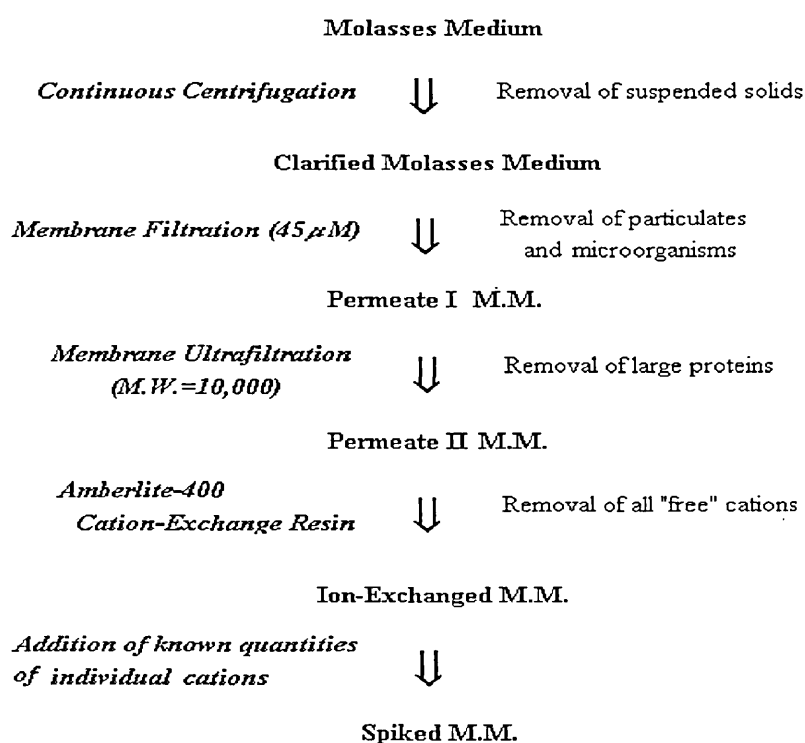 Molasses Medium
Continuous Centrifugation ⇓ Removal of suspended solids
Clarified Molasses Medium
Membrane Filtration (45μM) ⇓ Removal of particulates
and microorganisms
Permeate I M.M.
Membrane Ultrafiltration
(M.W.=10,000) ⇓ Removal of large proteins
Permeate II M.M.
Amberlite-400
Cation-Exchange Resin ⇓ Removal of all "free" cations
Ion-Exchanged M.M.
Addition of known quantities
of individual cations ⇓
Spiked M.M.